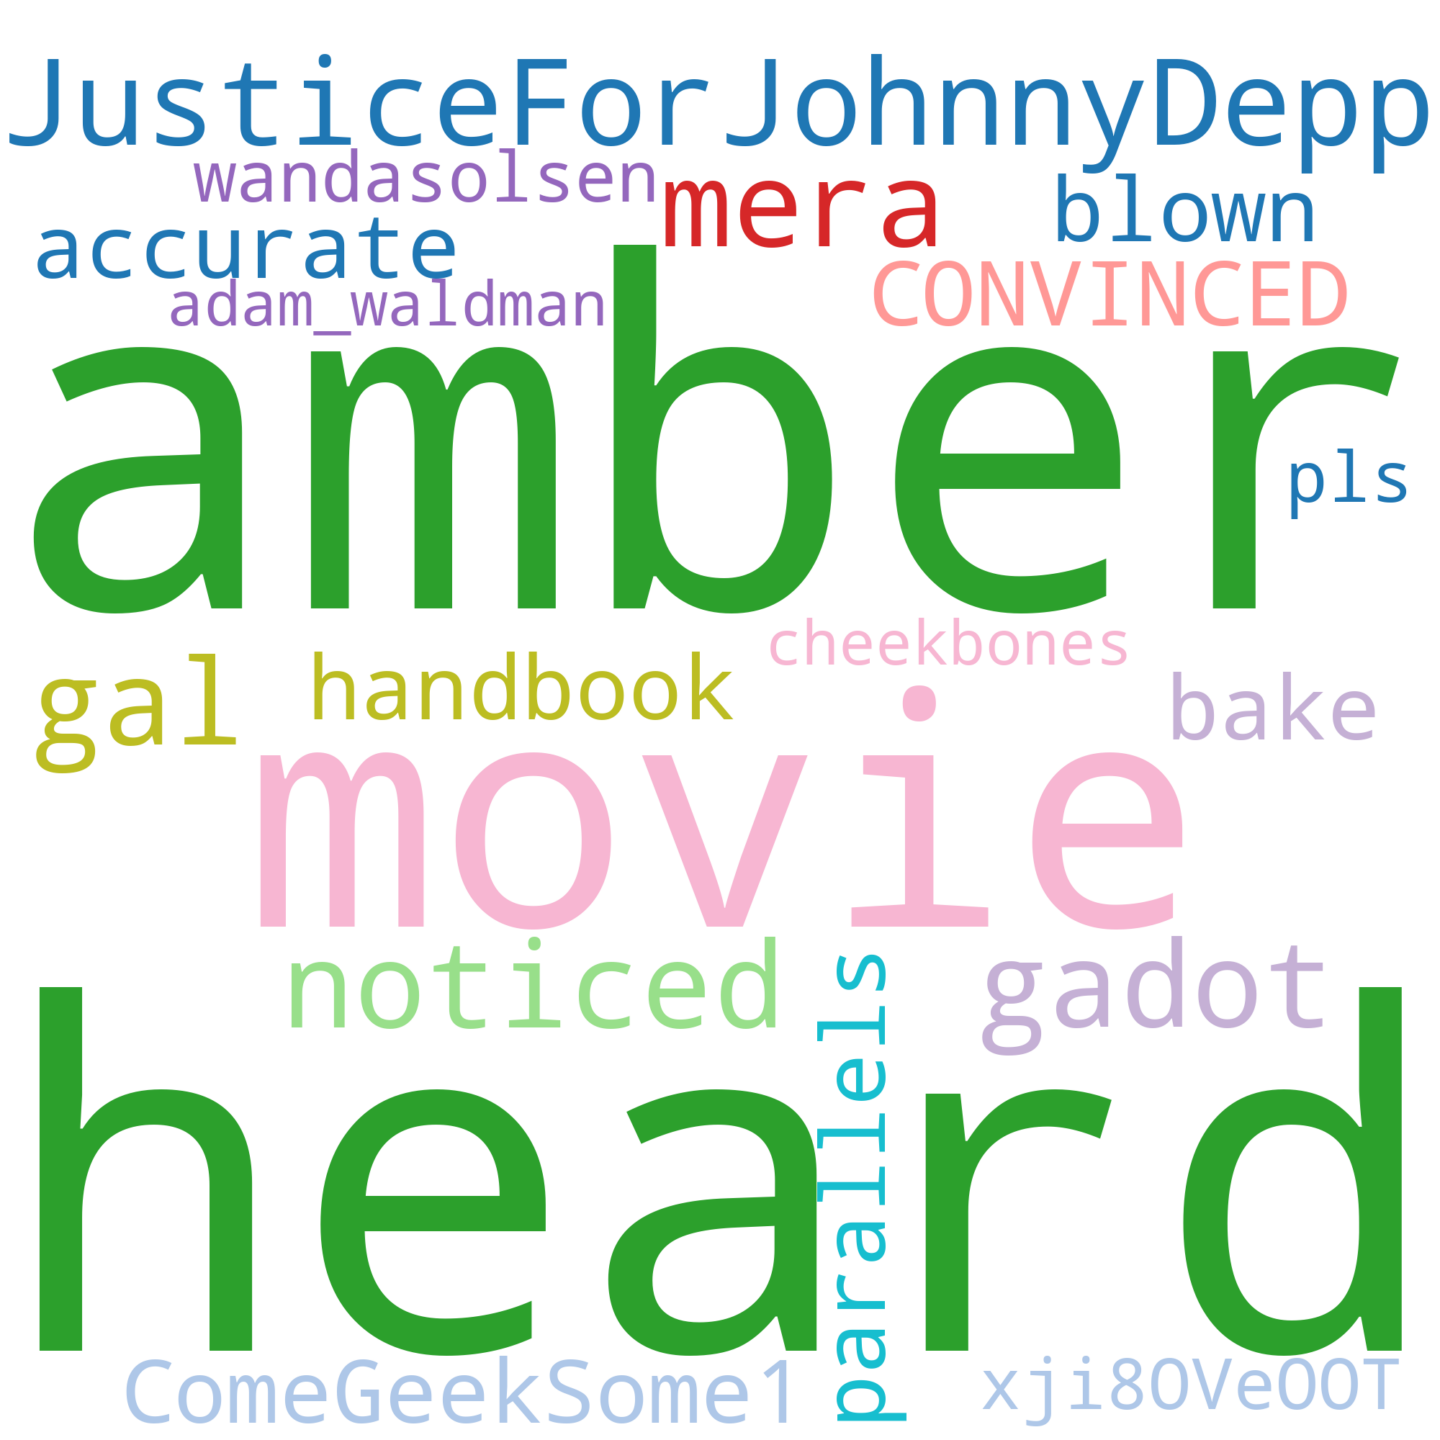 JusticeForJohnnyDepp
wandasolsen
mera
blown
accurate
CONVINCED
adam_waldman
amber
pls
cheekbones
gal
handbook
bake
movie
noticed
gadot
parallels
heard
ComeGeekSome1
xji8OVeOOT